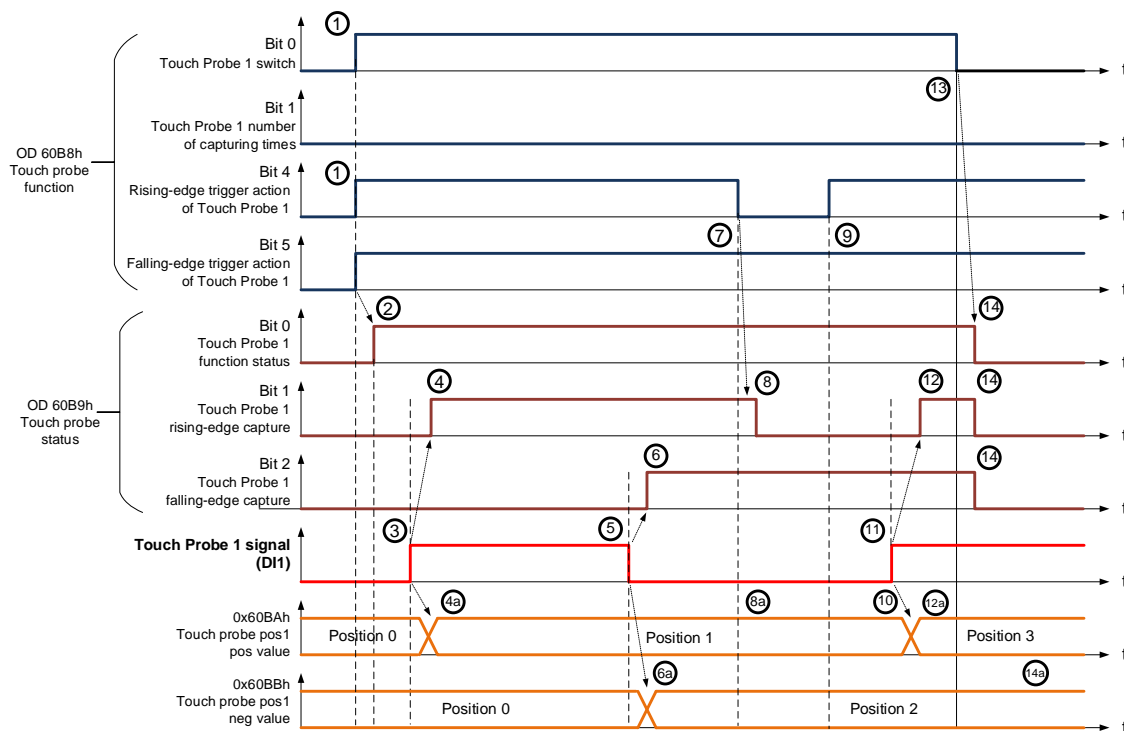 1
Bit 0
Touch Probe 1 switch
t
13
Bit 1
Touch Probe 1 number
of capturing times
t
OD 60B8h
Touch probe
function
1
Bit 4
Rising-edge trigger action
of Touch Probe 1
t
7
9
Bit 5
Falling-edge trigger action
of Touch Probe 1
t
2
14
Bit 0
Touch Probe 1
function status
t
OD 60B9h
Touch probe
status
4
8
12
14
Bit 1
Touch Probe 1
rising-edge capture
t
6
14
Bit 2
Touch Probe 1
falling-edge capture
t
3
5
11
Touch Probe 1 signal
(DI1)
t
4a
8a
10
12a
0x60BAh
Touch probe pos1
pos value
Position 0
Position 1
Position 3
t
6a
14a
0x60BBh
Touch probe pos1
neg value
Position 0
Position 2
t